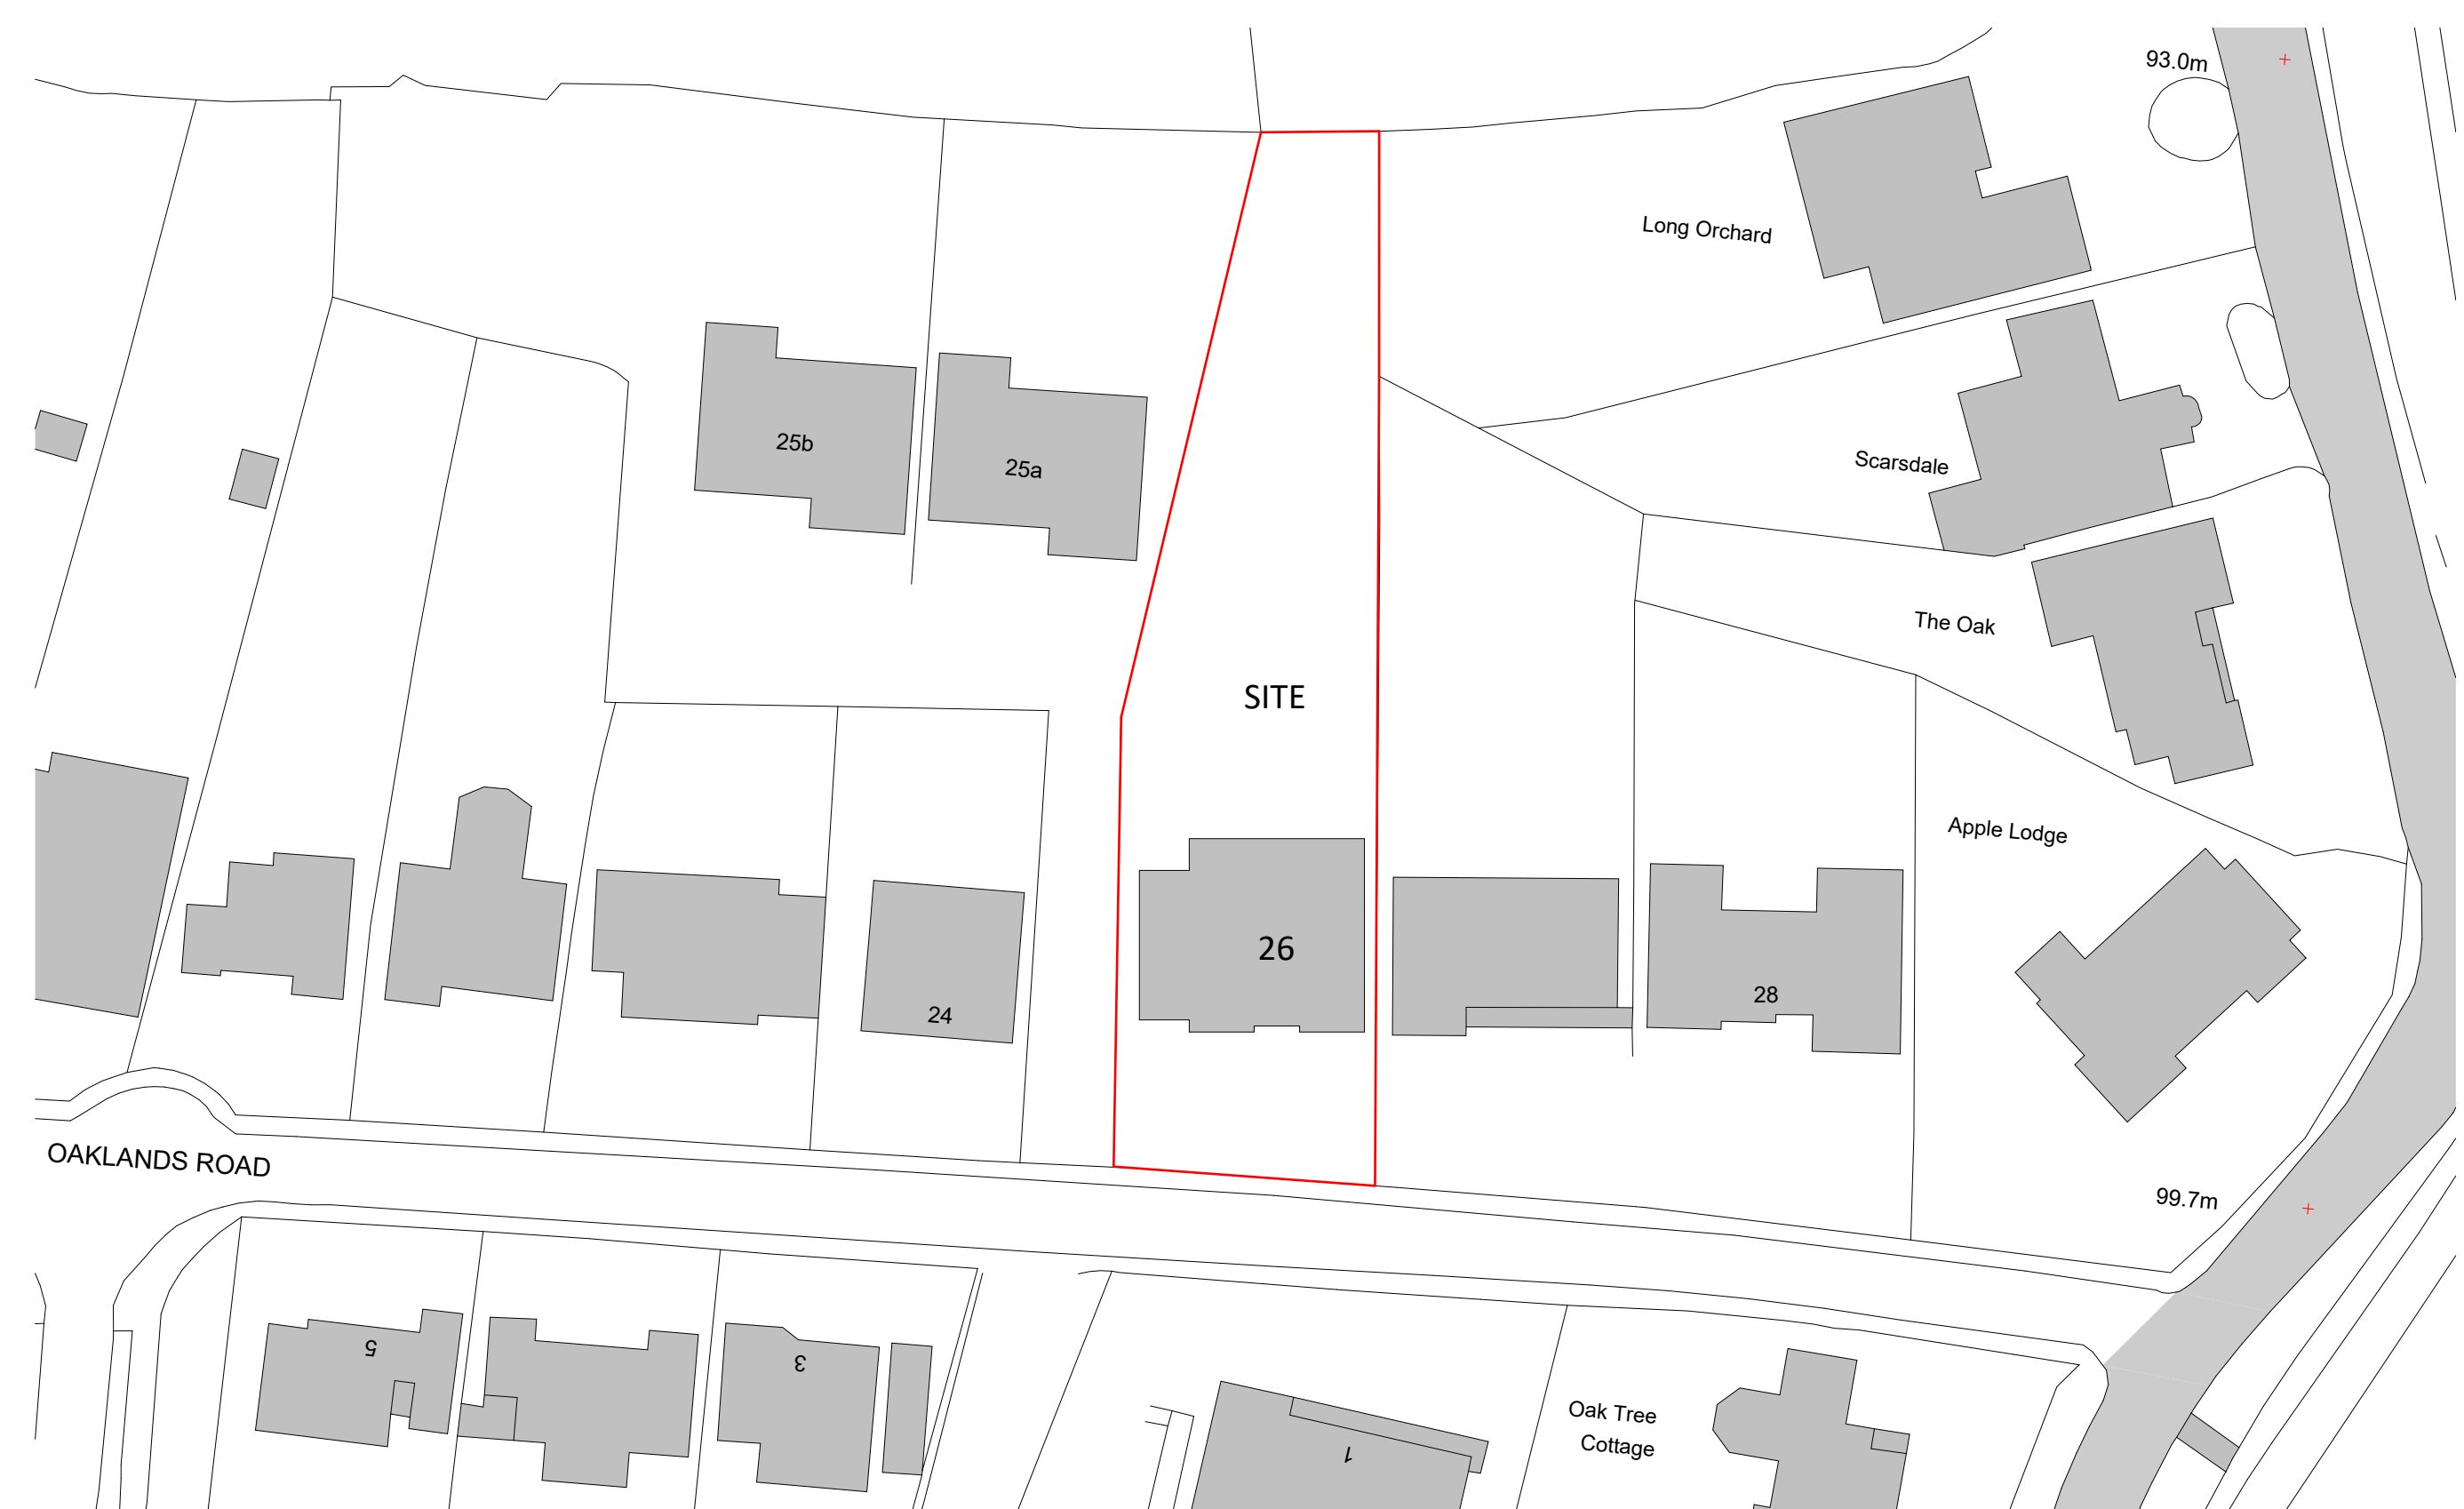 93.0m
Long Orchard
25b
25a
Scarsdale
The Oak
SITE
Apple Lodge
26
28
24
OAKLANDS ROAD
99.7m
5
3
1
Oak Tree
Cottage